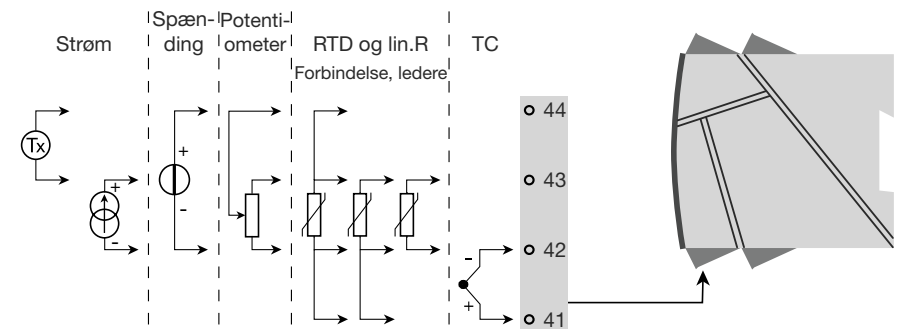 Strøm
Spæn-
ding
Potenti-
ometer
RTD og lin.R
Forbindelse, ledere
TC
Tx
+
-
+
-
-
+
44
43
42
41